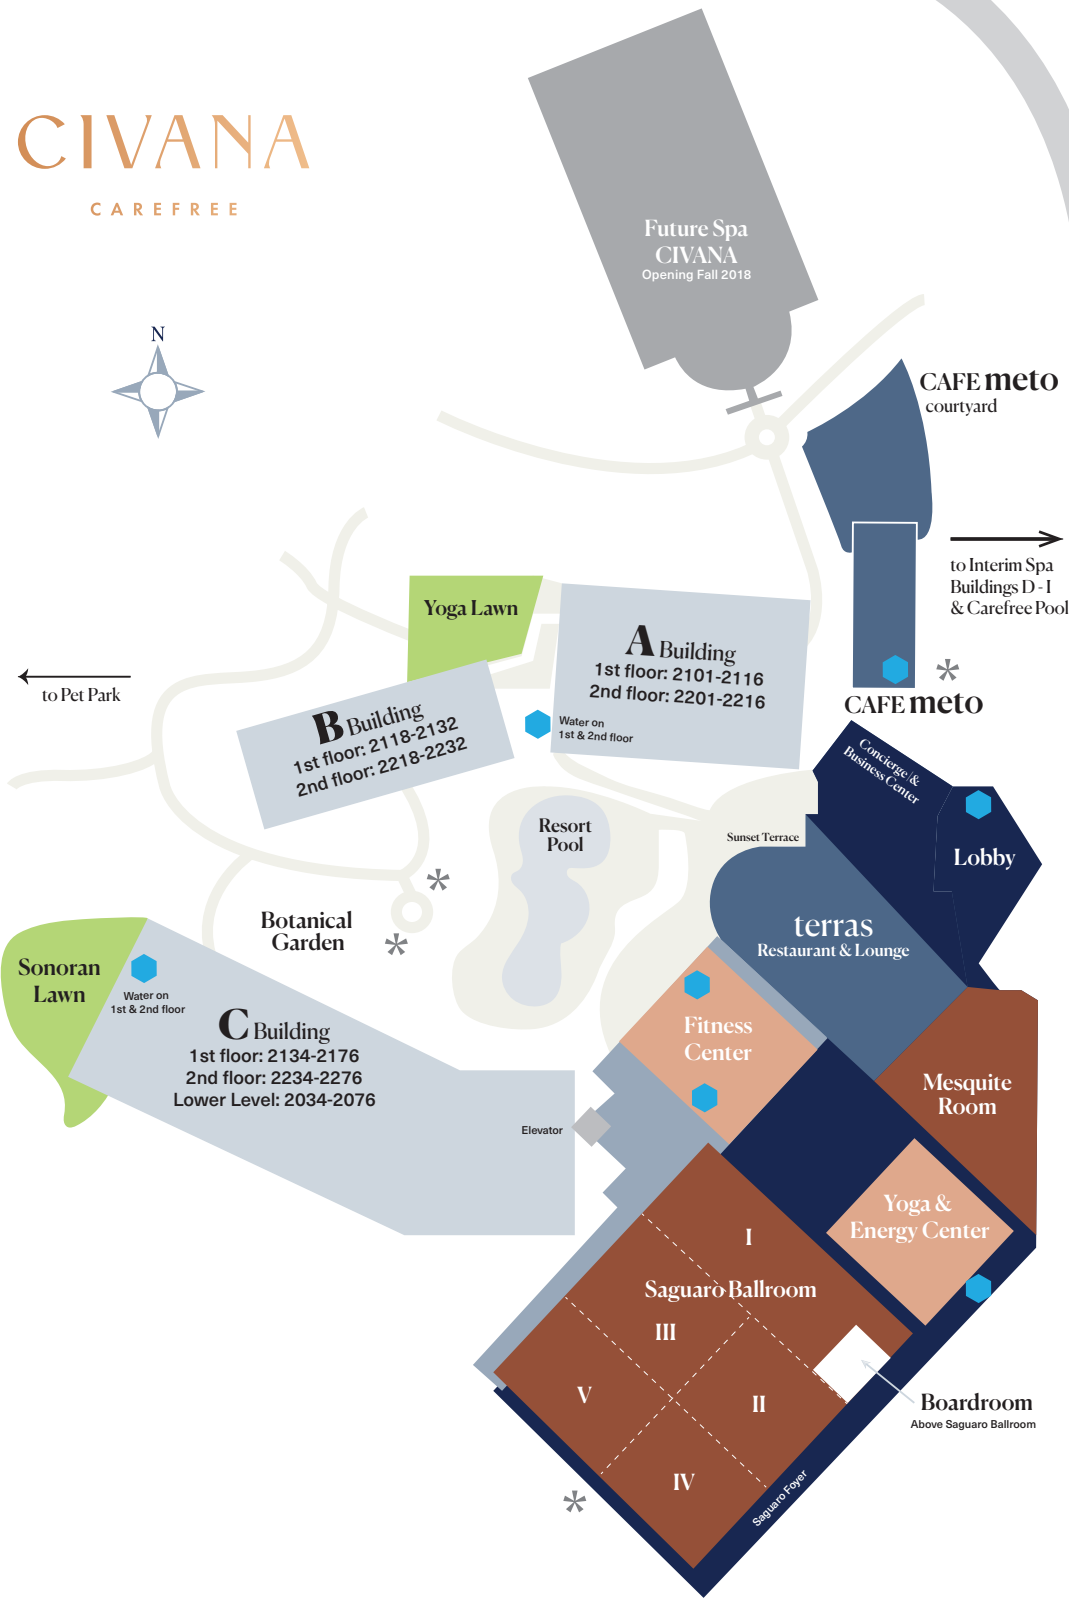 CIVANA
CAREFREE
N
Future Spa
CIVANA
Opening Fall 2018
CAFE meto
courtyard
to Interim Spa
Buildings D - I
& Carefree Pool
CAFE meto
to Pet Park
Yoga Lawn
A Building
1st floor: 2101-2116
2nd floor: 2201-2216
Water on
1st & 2nd floor
B Building
1st floor: 2118-2132
2nd floor: 2218-2232
Concierge/&
Business Center
Lobby
Resort
Pool
Sunset Terrace
terras
Restaurant & Lounge
Botanical
Garden
Sonoran
Lawn
Water on
1st & 2nd floor
C Building
1st floor: 2134-2176
2nd floor: 2234-2276
Lower Level: 2034-2076
Elevator
Fitness
Center
Mesquite
Room
Yoga &
Energy Center
I
Saguaro Ballroom
III
V
II
IV
Boardroom
Above Saguaro Ballroom
Saguaro Foyer